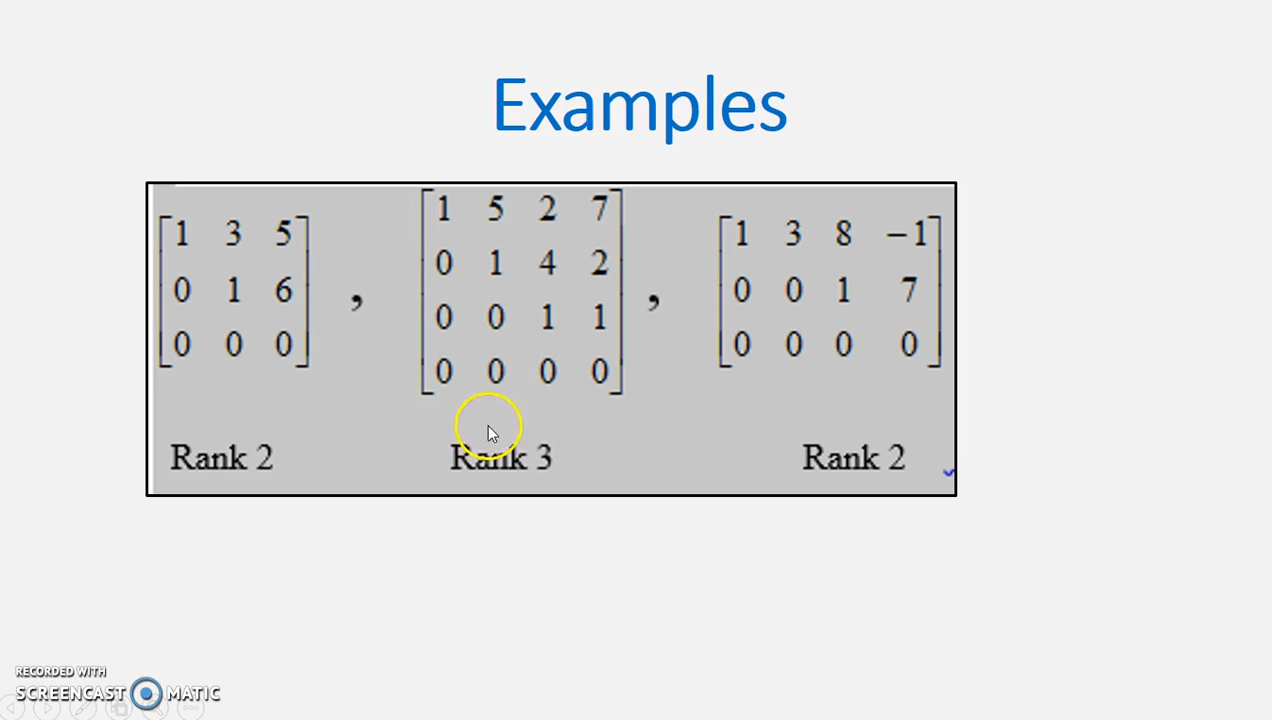 Examples
1 3 5
0 1 6
0 0 0
,
1 5 2 7
0 1 4 2
0 0 1 1
0 0 0 0
,
1 3 8 −1
0 0 1 7
0 0 0 0
Rank 2
Rank 3
Rank 2
RECORDED WITH
SCREENCAST MATIC